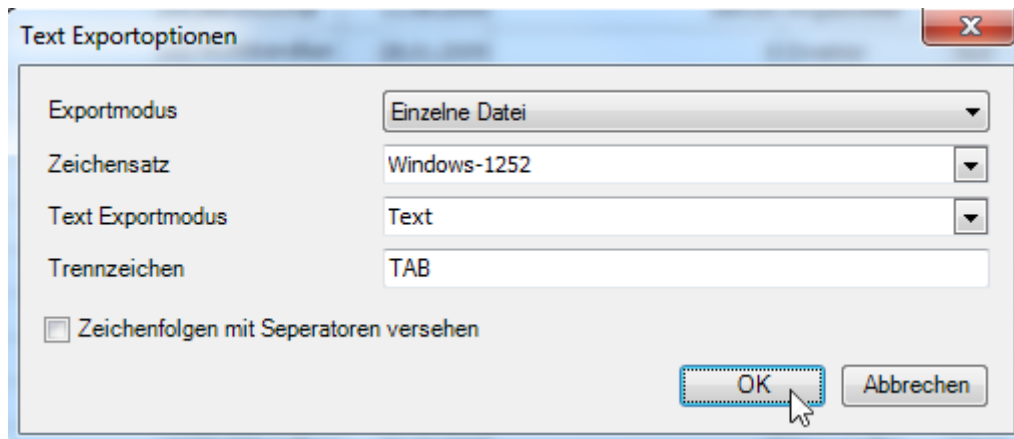 Text Exportoptionen
Exportmodus Einzelne Datei
Zeichensatz Windows-1252
Text Exportmodus Text
Trennzeichen TAB
Zeichenfolgen mit Seperatoren versehen
OK Abbrechen